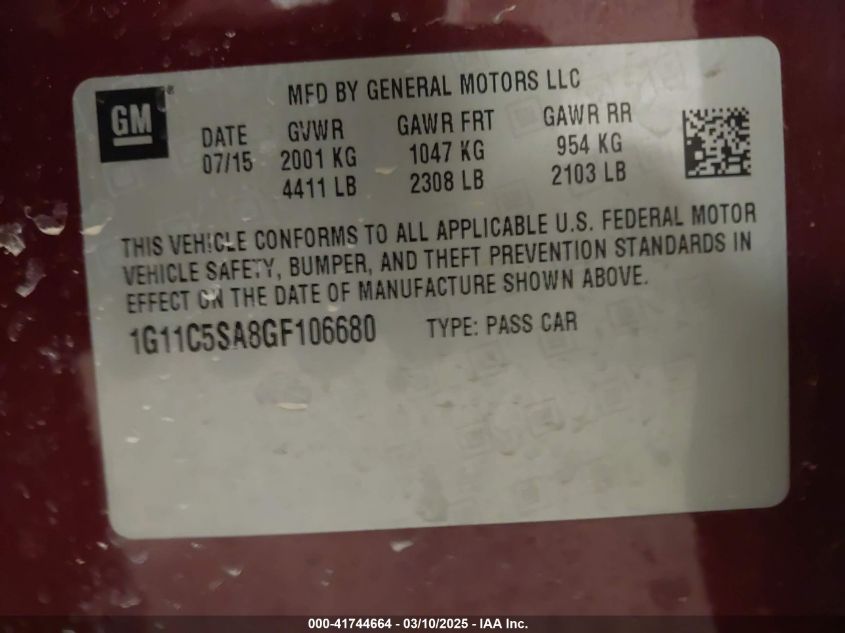 GM
MFD BY GENERAL MOTORS LLC
DATE GVWR GAWR FRT GAWR RR
07/15 2001 KG 1047 KG 954 KG
4411 LB 2308 LB 2103 LB
THIS VEHICLE CONFORMS TO ALL APPLICABLE U.S. FEDERAL MOTOR
VEHICLE SAFETY, BUMPER, AND THEFT PREVENTION STANDARDS IN
EFFECT ON THE DATE OF MANUFACTURE SHOWN ABOVE.
1G11C5SA8GF106680 TYPE: PASS CAR
000-41744664 - 03/10/2025 - IAA Inc.